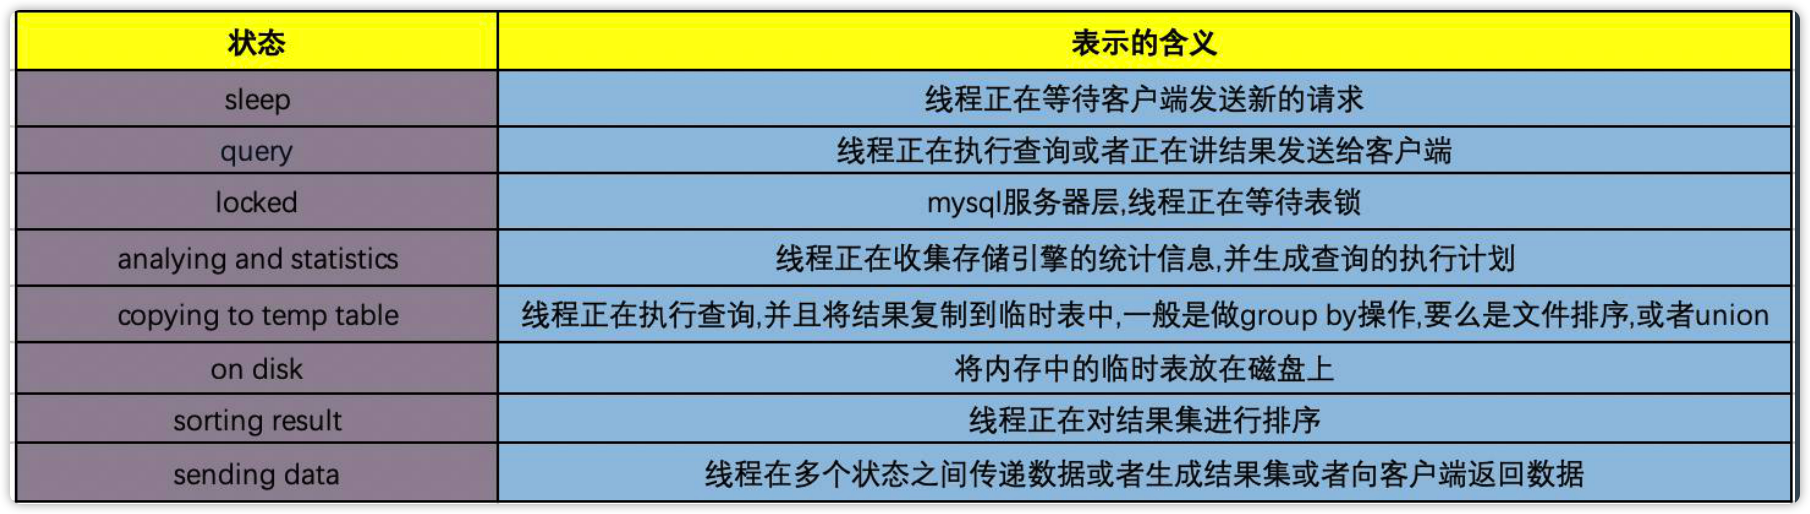 状态 表示的含义
sleep 线程正在等待客户端发送新的请求
query 线程正在执行查询或者正在讲结果发送给客户端
locked mysql服务器层,线程正在等待表锁
analying and statistics 线程正在收集存储引擎的统计信息,并生成查询的执行计划
copying to temp table 线程正在执行查询,并且将结果复制到临时表中,一般是做group by操作,要么是文件排序,或者union
on disk 将内存中的临时表放在磁盘上
sorting result 线程正在对结果集进行排序
sending data 线程在多个状态之间传递数据或者生成结果集或者向客户端返回数据